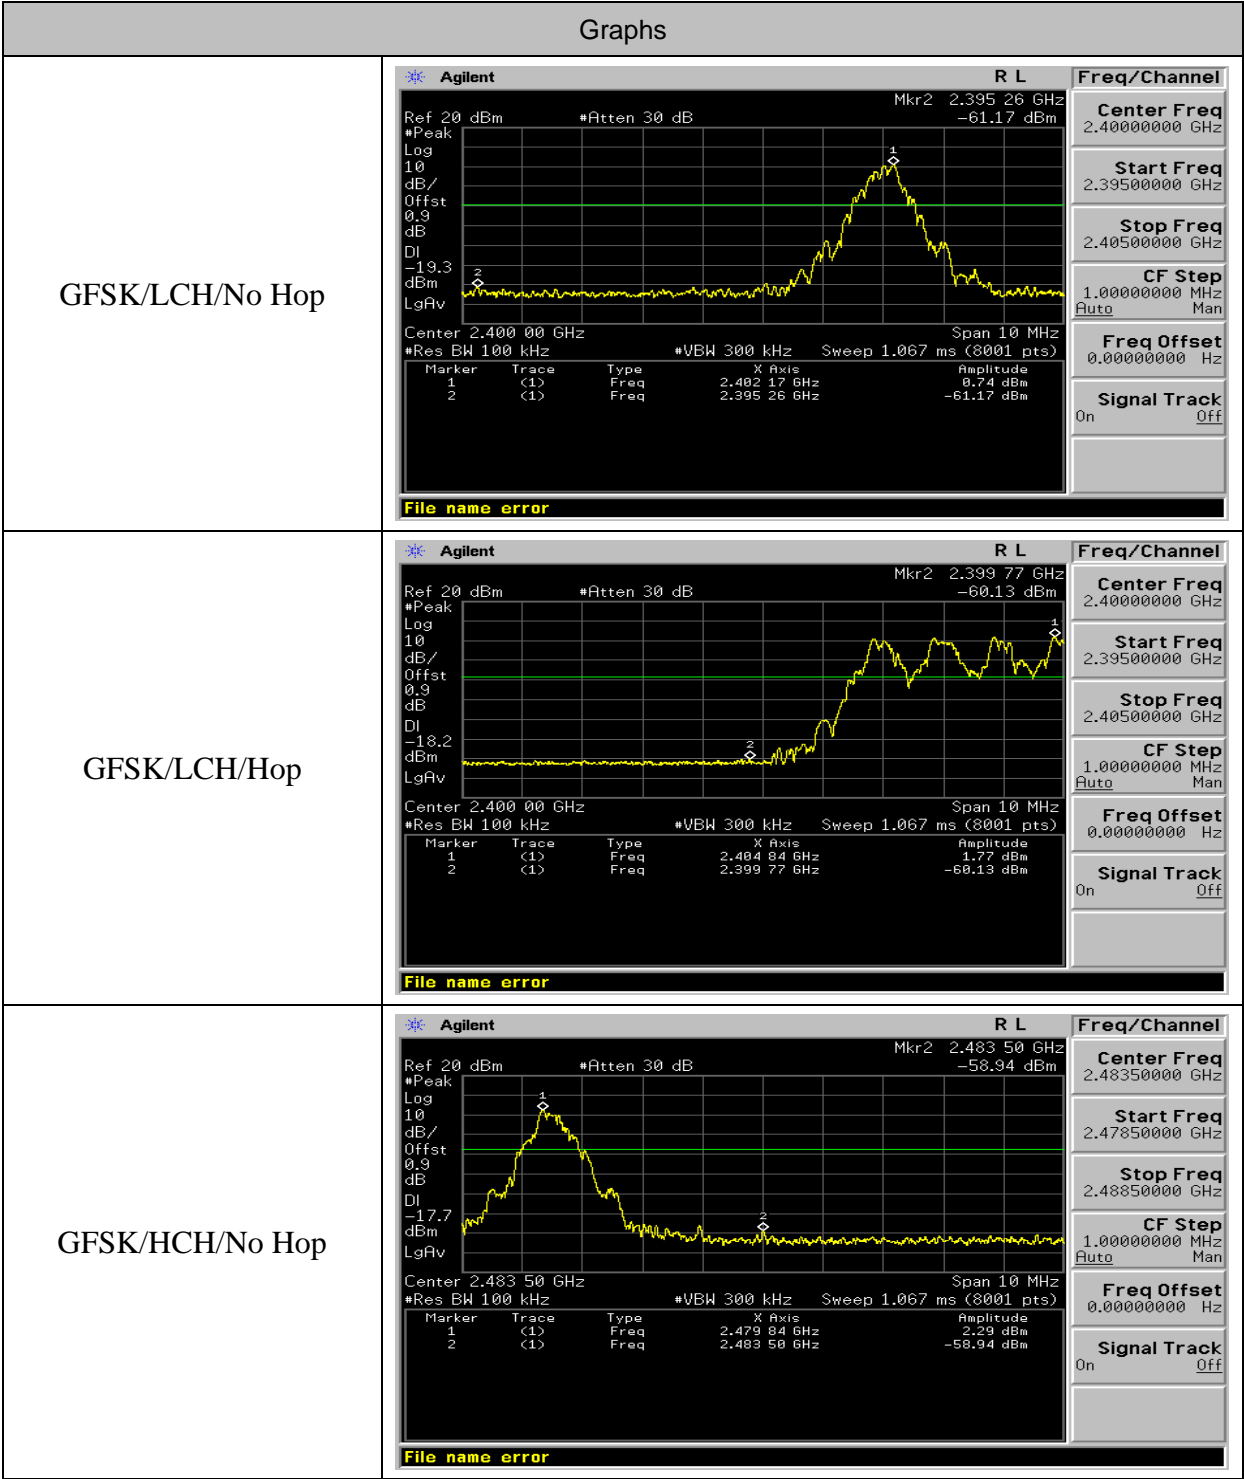 Graphs
GFSK/LCH/No Hop
Agilent R L Freq/Channel
Mkr2 2.395 26 GHz
Ref 20 dBm #Atten 30 dB -61.17 dBm
#Peak
Log
10
dB/
Offst
0.9
dB
DI
-19.3
dBm
LgAv
1
2
Center 2.400 00 GHz Span 10 MHz
#Res BW 100 kHz #VBW 300 kHz Sweep 1.067 ms (8001 pts)
Marker Trace Type X Axis Amplitude
1 (1) Freq 2.402 17 GHz 0.74 dBm
2 (1) Freq 2.395 26 GHz -61.17 dBm
File name error
Center Freq
2.40000000 GHz
Start Freq
2.39500000 GHz
Stop Freq
2.40500000 GHz
CF Step
1.00000000 MHz
Auto Man
Freq Offset
0.00000000 Hz
Signal Track
On Off
GFSK/LCH/Hop
Agilent R L Freq/Channel
Mkr2 2.399 77 GHz
Ref 20 dBm #Atten 30 dB -60.13 dBm
#Peak
Log
10
dB/
Offst
0.9
dB
DI
-18.2
dBm
LgAv
1
2
Center 2.400 00 GHz Span 10 MHz
#Res BW 100 kHz #VBW 300 kHz Sweep 1.067 ms (8001 pts)
Marker Trace Type X Axis Amplitude
1 (1) Freq 2.404 84 GHz 1.77 dBm
2 (1) Freq 2.399 77 GHz -60.13 dBm
File name error
Center Freq
2.40000000 GHz
Start Freq
2.39500000 GHz
Stop Freq
2.40500000 GHz
CF Step
1.00000000 MHz
Auto Man
Freq Offset
0.00000000 Hz
Signal Track
On Off
GFSK/HCH/No Hop
Agilent R L Freq/Channel
Mkr2 2.483 50 GHz
Ref 20 dBm #Atten 30 dB -58.94 dBm
#Peak
Log
10
dB/
Offst
0.9
dB
DI
-17.7
dBm
LgAv
1
2
Center 2.483 50 GHz Span 10 MHz
#Res BW 100 kHz #VBW 300 kHz Sweep 1.067 ms (8001 pts)
Marker Trace Type X Axis Amplitude
1 (1) Freq 2.479 84 GHz 2.29 dBm
2 (1) Freq 2.483 50 GHz -58.94 dBm
File name error
Center Freq
2.48350000 GHz
Start Freq
2.47850000 GHz
Stop Freq
2.48850000 GHz
CF Step
1.00000000 MHz
Auto Man
Freq Offset
0.00000000 Hz
Signal Track
On Off